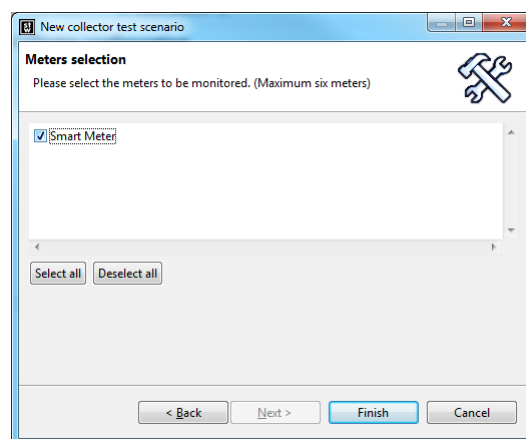 New collector test scenario
Meters selection
Please select the meters to be monitored. (Maximum six meters)
Smart Meter
Select all Deselect all
< Back Next > Finish Cancel